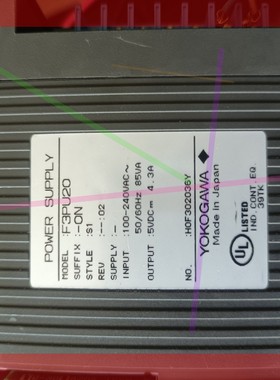 POWER SUPPLY
MODEL :F3PU20
SUFFIX :-0N
STYLE :S1
REV :--:02
SUPPLY :-
INPUT :100-240VAC~
50/60Hz 85VA
OUTPUT :5VDC⎓ 4.3A
NO. :H0F302036Y
YOKOGAWA
Made in Japan
UL
LISTED
IND. CONT. EQ.
39TK